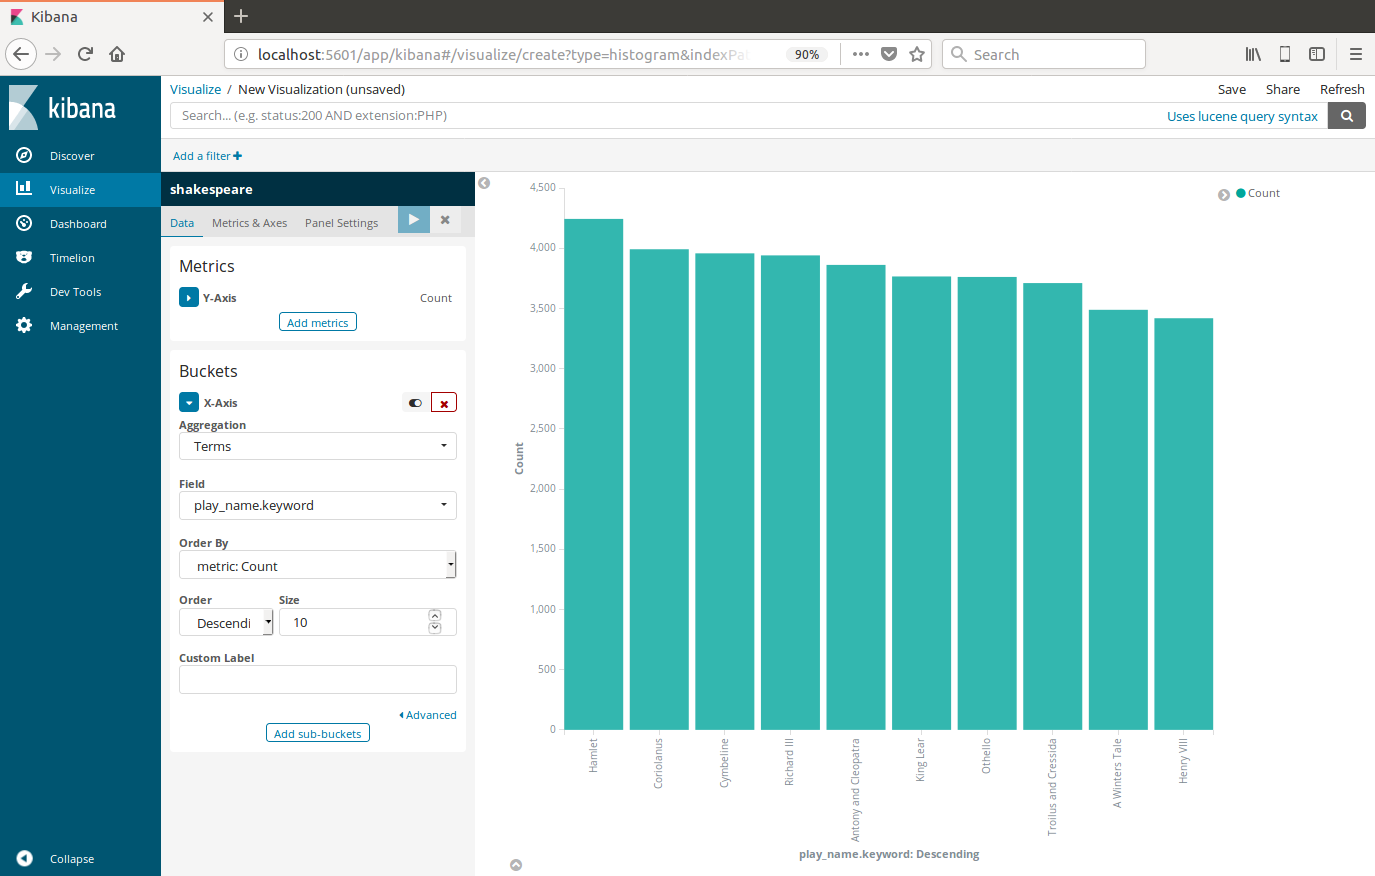 Kibana
localhost:5601/app/kibana#/visualize/create?type=histogram&indexPa
90%
Search
kibana
Discover
Visualize
Dashboard
Timelion
Dev Tools
Management
Collapse
Visualize / New Visualization (unsaved)
Save Share Refresh
Search... (e.g. status:200 AND extension:PHP)
Uses lucene query syntax
Add a filter
shakespeare
Data Metrics & Axes Panel Settings
Metrics
Y-Axis Count
Add metrics
Buckets
X-Axis
Aggregation
Terms
Field
play_name.keyword
Order By
metric: Count
Order Size
Descendi 10
Custom Label
Advanced
Add sub-buckets
Count
4,500
4,000
3,500
3,000
2,500
2,000
1,500
1,000
500
0
Count
Hamlet
Coriolanus
Cymbeline
Richard III
Antony and Cleopatra
King Lear
Othello
Troilus and Cressida
A Winters Tale
Henry VIII
play_name.keyword: Descending